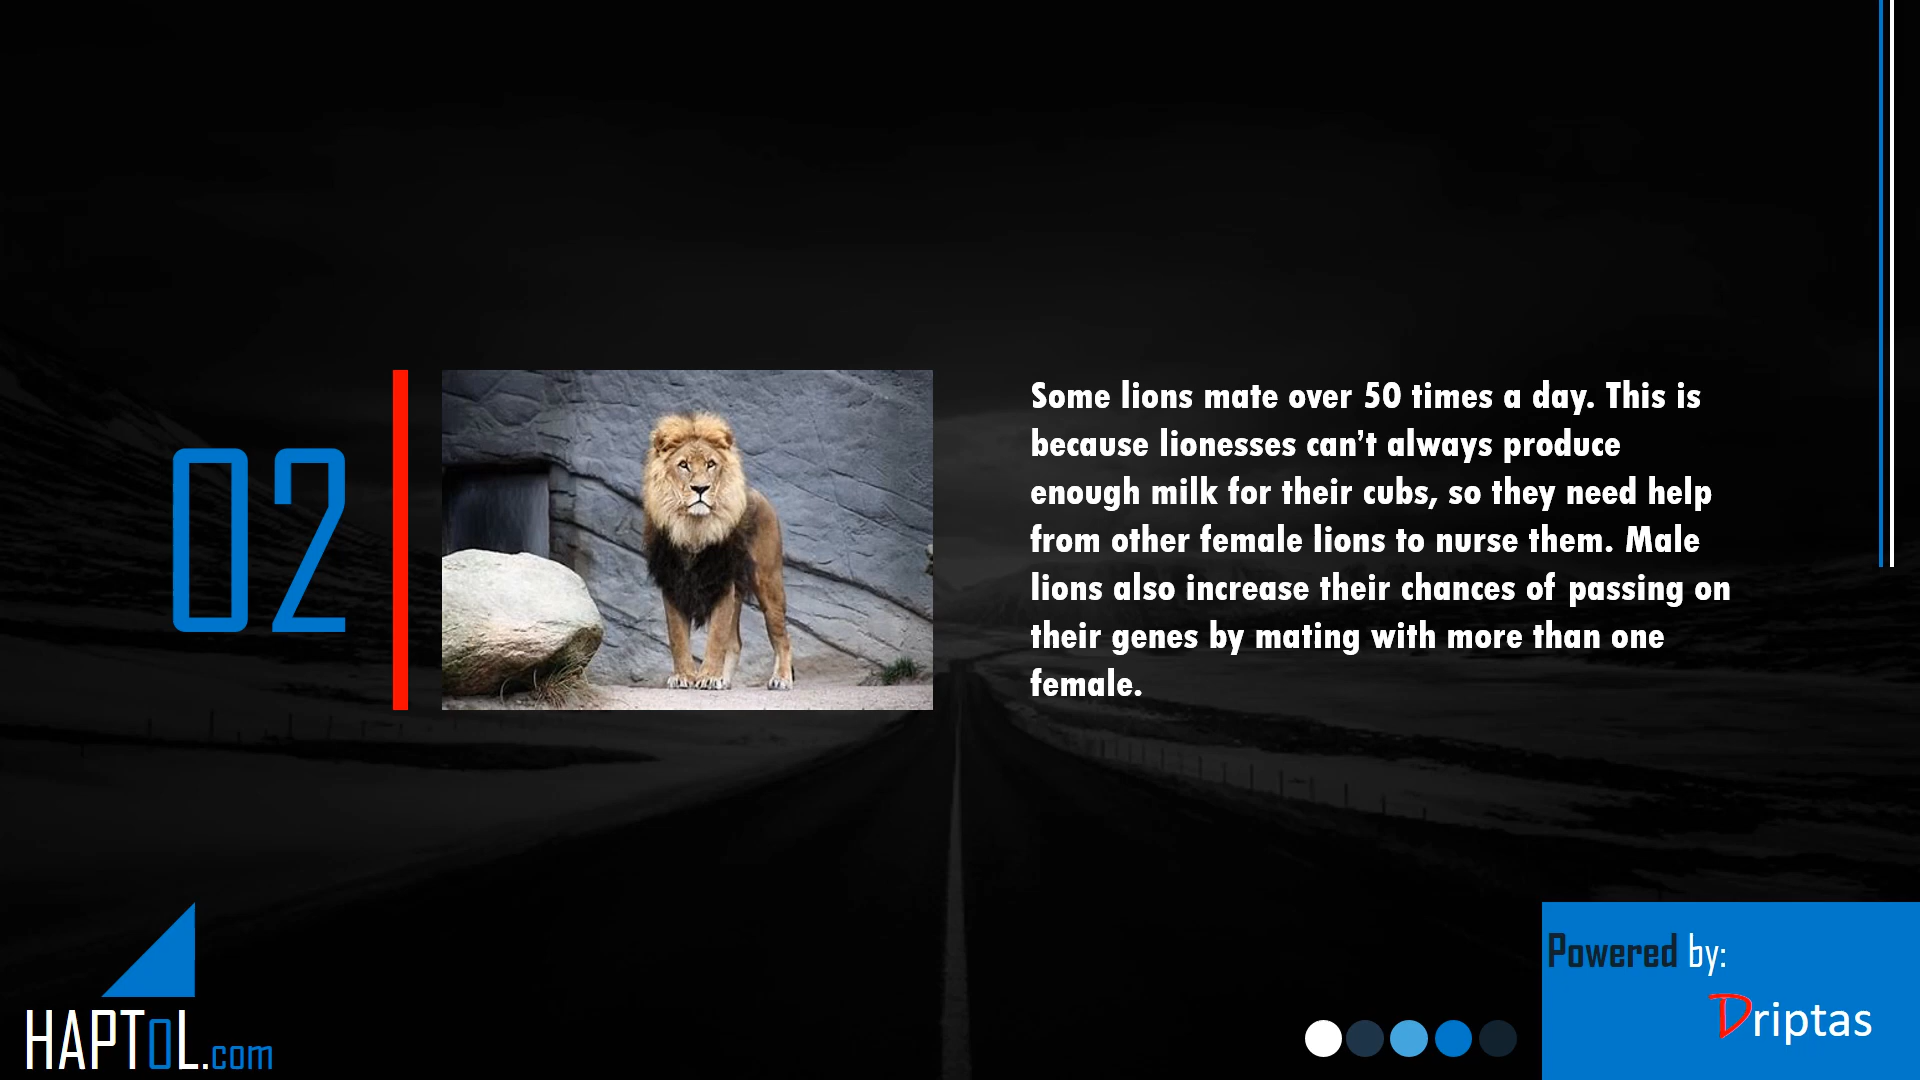 02
Some lions mate over 50 times a day. This is
because lionesses can’t always produce
enough milk for their cubs, so they need help
from other female lions to nurse them. Male
lions also increase their chances of passing on
their genes by mating with more than one
female.
HAPTOL.com
Powered by:
Driptas